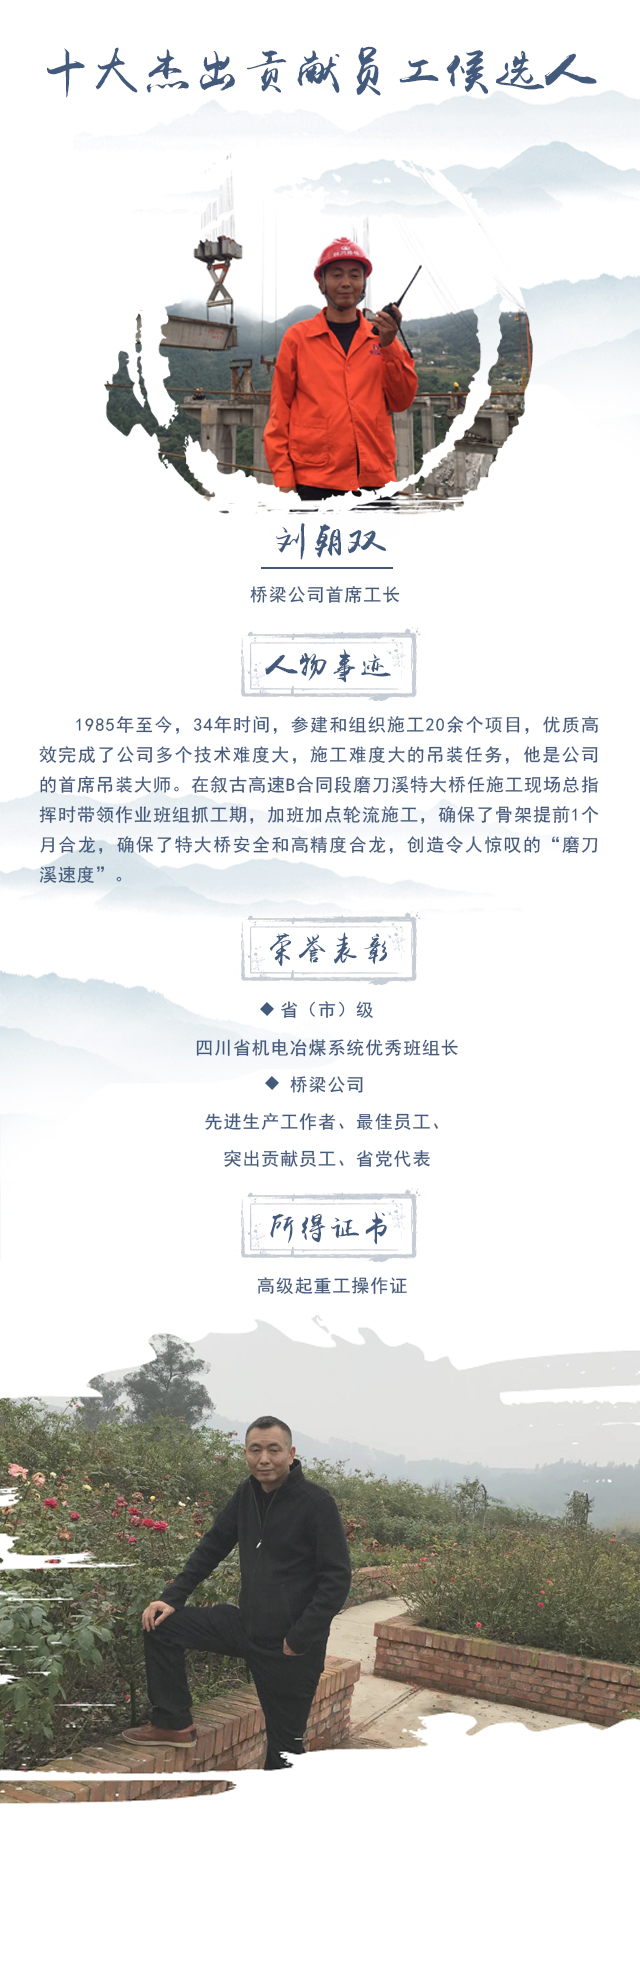 十大杰出贡献员工候选人
刘朝双
桥梁公司首席工长
人物事迹
1985年至今，34年时间，参建和组织施工20余个项目，优质高
效完成了公司多个技术难度大，施工难度大的吊装任务，他是公司
的首席吊装大师。在叙古高速B合同段磨刀溪特大桥任施工现场总指
挥时带领作业班组抓工期，加班加点轮流施工，确保了骨架提前1个
月合龙，确保了特大桥安全和高精度合龙，创造令人惊叹的“磨刀
溪速度”。
荣誉表彰
◆ 省（市）级
四川省机电冶煤系统优秀班组长
◆ 桥梁公司
先进生产工作者、最佳员工、
突出贡献员工、省党代表
所得证书
高级起重工操作证